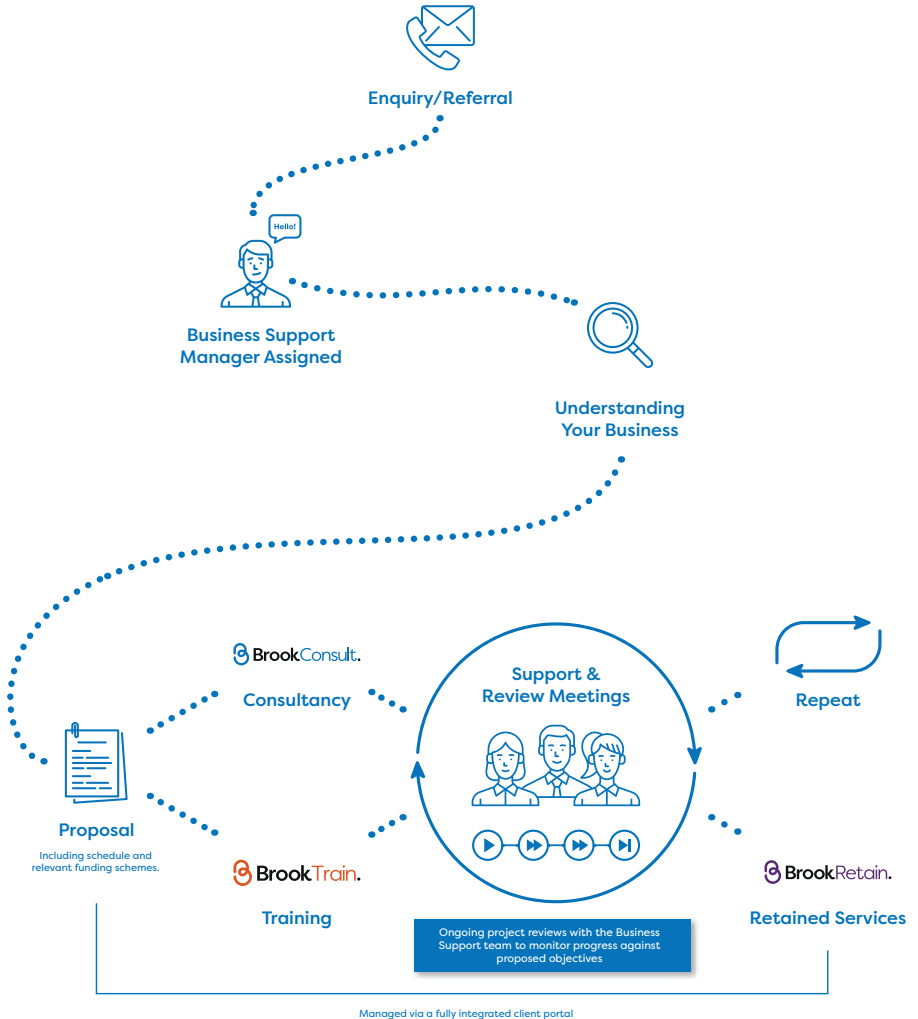 Enquiry/Referral
Hello!
Business Support
Manager Assigned
Understanding
Your Business
Proposal
Including schedule and
relevant funding schemes.
BrookConsult.
Consultancy
BrookTrain.
Training
Support &
Review Meetings
Ongoing project reviews with the Business
Support team to monitor progress against
proposed objectives
Repeat
BrookRetain.
Retained Services
Managed via a fully integrated client portal